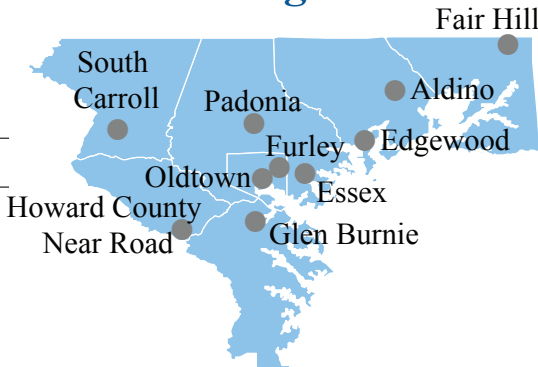 g
Fair Hill
South
Carroll
Aldino
Padonia
Edgewood
Furley
Oldtown
Essex
Howard County
Near Road
Glen Burnie